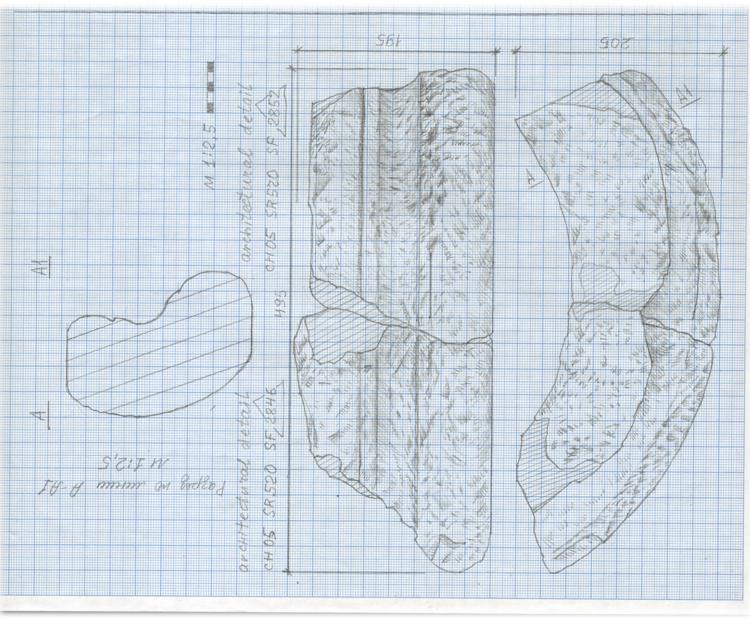 195
205
M 1:2,5
architectural detail
CH05 SR520 SF 2852
495
architectural detail
CH05 SR520 SF 2846
A1
A
A1
A
Разрез по линии А-А1
M 1:2,5